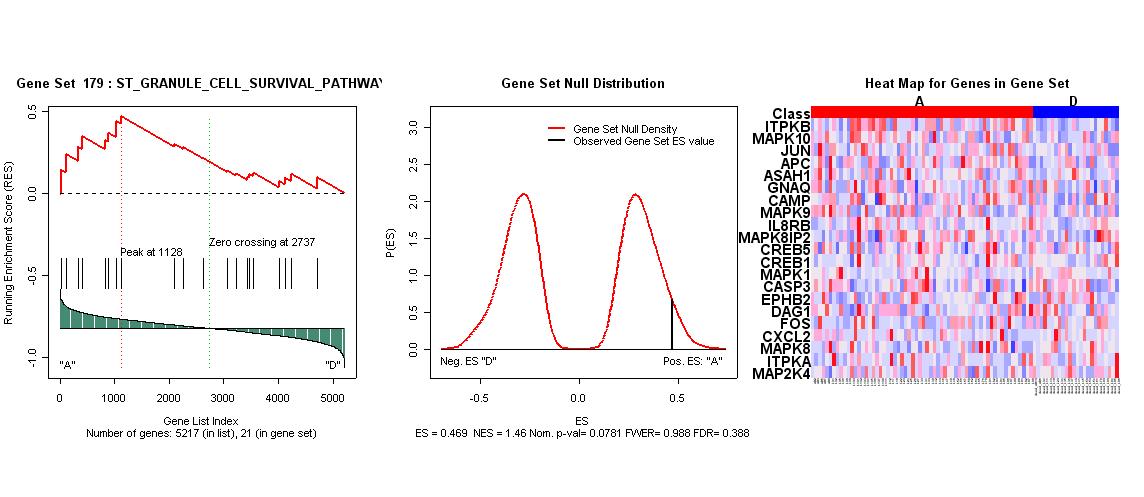 Gene Set 179 : ST_GRANULE_CELL_SURVIVAL_PATHWAY
0.5
0.0
-0.5
-1.0
Running Enrichment Score (RES)
Peak at 1128
Zero crossing at 2737
"A"
"D"
0 1000 2000 3000 4000 5000
Gene List Index
Number of genes: 5217 (in list), 21 (in gene set)
Gene Set Null Distribution
3.0
2.5
2.0
1.5
1.0
0.5
0.0
P(ES)
Gene Set Null Density
Observed Gene Set ES value
Neg. ES "D"
Pos. ES: "A"
-0.5 0.0 0.5
ES
ES = 0.469 NES = 1.46 Nom. p-val= 0.0781 FWER= 0.988 FDR= 0.388
Heat Map for Genes in Gene Set
A D
Class
ITPKB
MAPK10
JUN
APC
ASAH1
GNAQ
CAMP
MAPK9
IL8RB
MAPK8IP2
CREB5
CREB1
MAPK1
CASP3
EPHB2
DAG1
FOS
CXCL2
MAPK8
ITPKA
MAP2K4